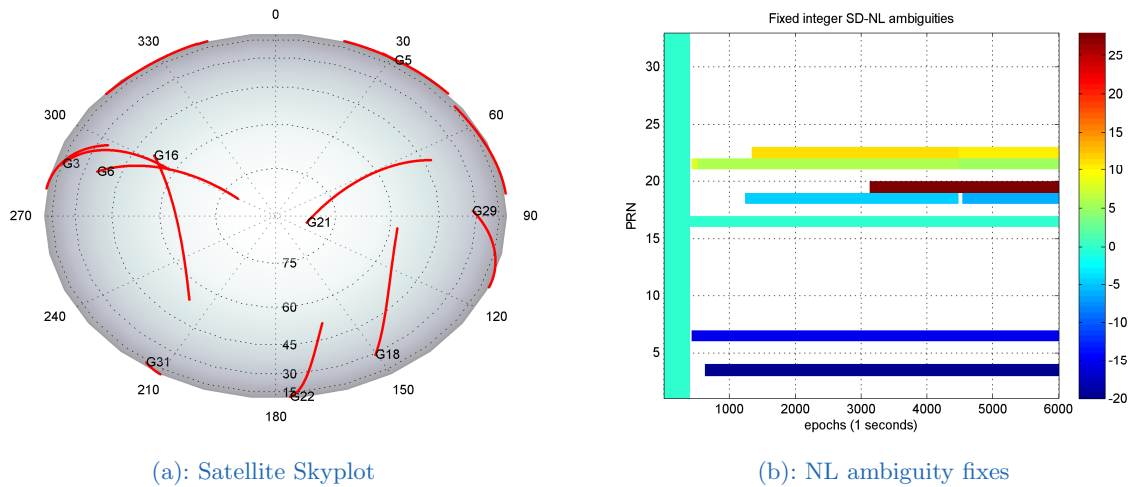 0
330
30
G5
300
60
G3
G16
G6
270
G21
G29
90
75
240
60
120
45
G18
G31
30
210
15
G22
150
180
(a): Satellite Skyplot
Fixed integer SD-NL ambiguities
PRN
30
25
20
15
10
5
1000 2000 3000 4000 5000 6000
epochs (1 seconds)
25
20
15
10
5
0
-5
-10
-15
-20
(b): NL ambiguity fixes